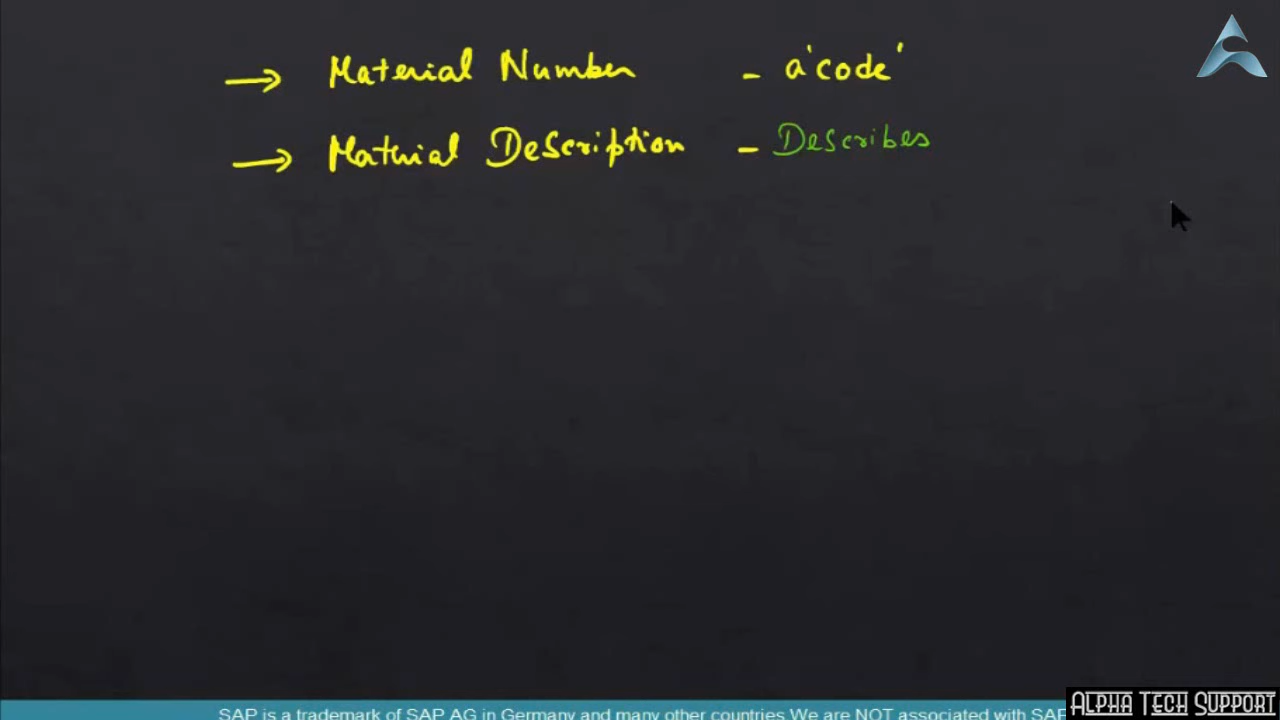 → Material Number - a 'code'
→ Material Description - Describes
SAP is a trademark of SAP AG in Germany and many other countries We are NOT associated with SAP
ALPHA TECH SUPPORT